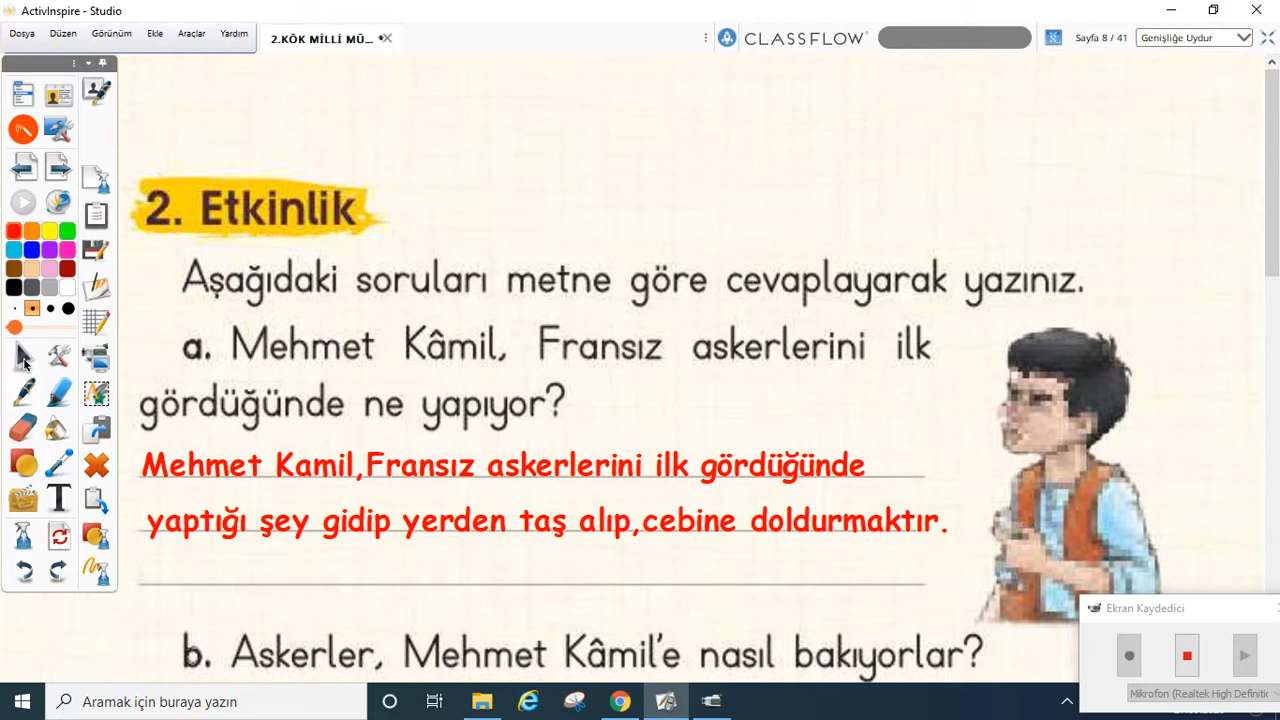 ActivInspire - Studio
Dosya Düzen Görünüm Ekle Araçlar Yardım
2.KÖK MİLLİ MÜ...
CLASSFLOW
Sayfa 8 / 41
Genişliğe Uydur
2. Etkinlik
Aşağıdaki soruları metne göre cevaplayarak yazınız.
a. Mehmet Kâmil, Fransız askerlerini ilk
gördüğünde ne yapıyor?
Mehmet Kamil,Fransız askerlerini ilk gördüğünde
yaptığı şey gidip yerden taş alıp,cebine doldurmaktır.
b. Askerler, Mehmet Kâmil'e nasıl bakıyorlar?
Ekran Kaydedici
Mikrofon (Realtek High Definitic
Aramak için buraya yazın